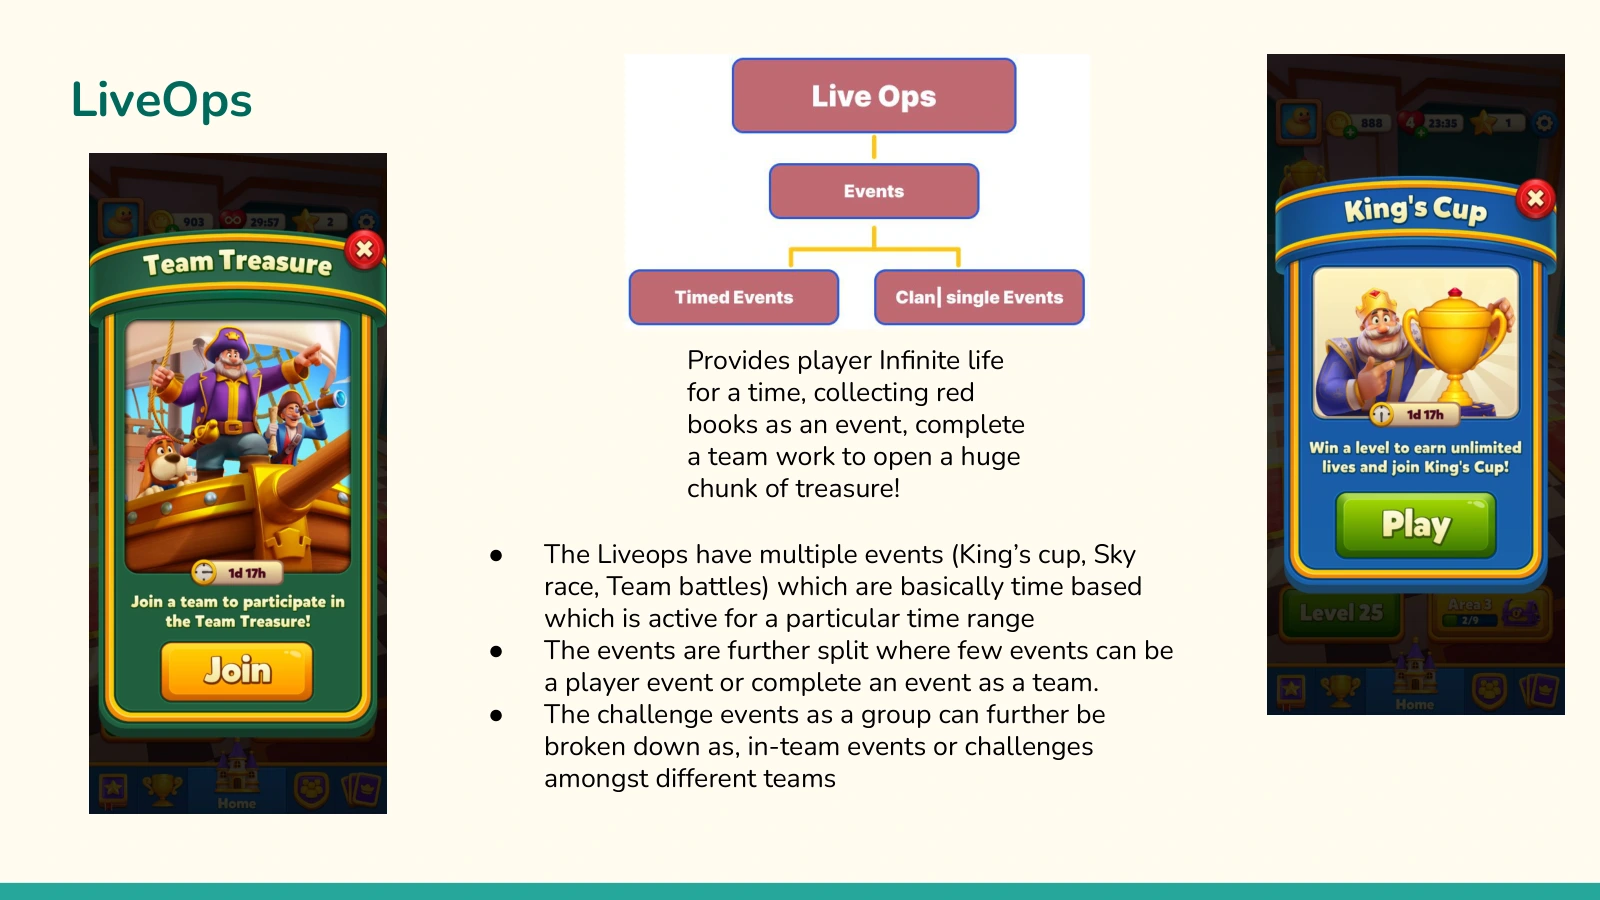 LiveOps
903
29:57
2
Team Treasure
1d 17h
Join a team to participate in
the Team Treasure!
Join
Home
Live Ops
Events
Timed Events
Clan| single Events
Provides player Infinite life
for a time, collecting red
books as an event, complete
a team work to open a huge
chunk of treasure!
● The Liveops have multiple events (King’s cup, Sky
race, Team battles) which are basically time based
which is active for a particular time range
● The events are further split where few events can be
a player event or complete an event as a team.
● The challenge events as a group can further be
broken down as, in-team events or challenges
amongst different teams
888
4
23:35
1
King's Cup
1d 17h
Win a level to earn unlimited
lives and join King's Cup!
Play
Level 25
Area 3
2/9
Home